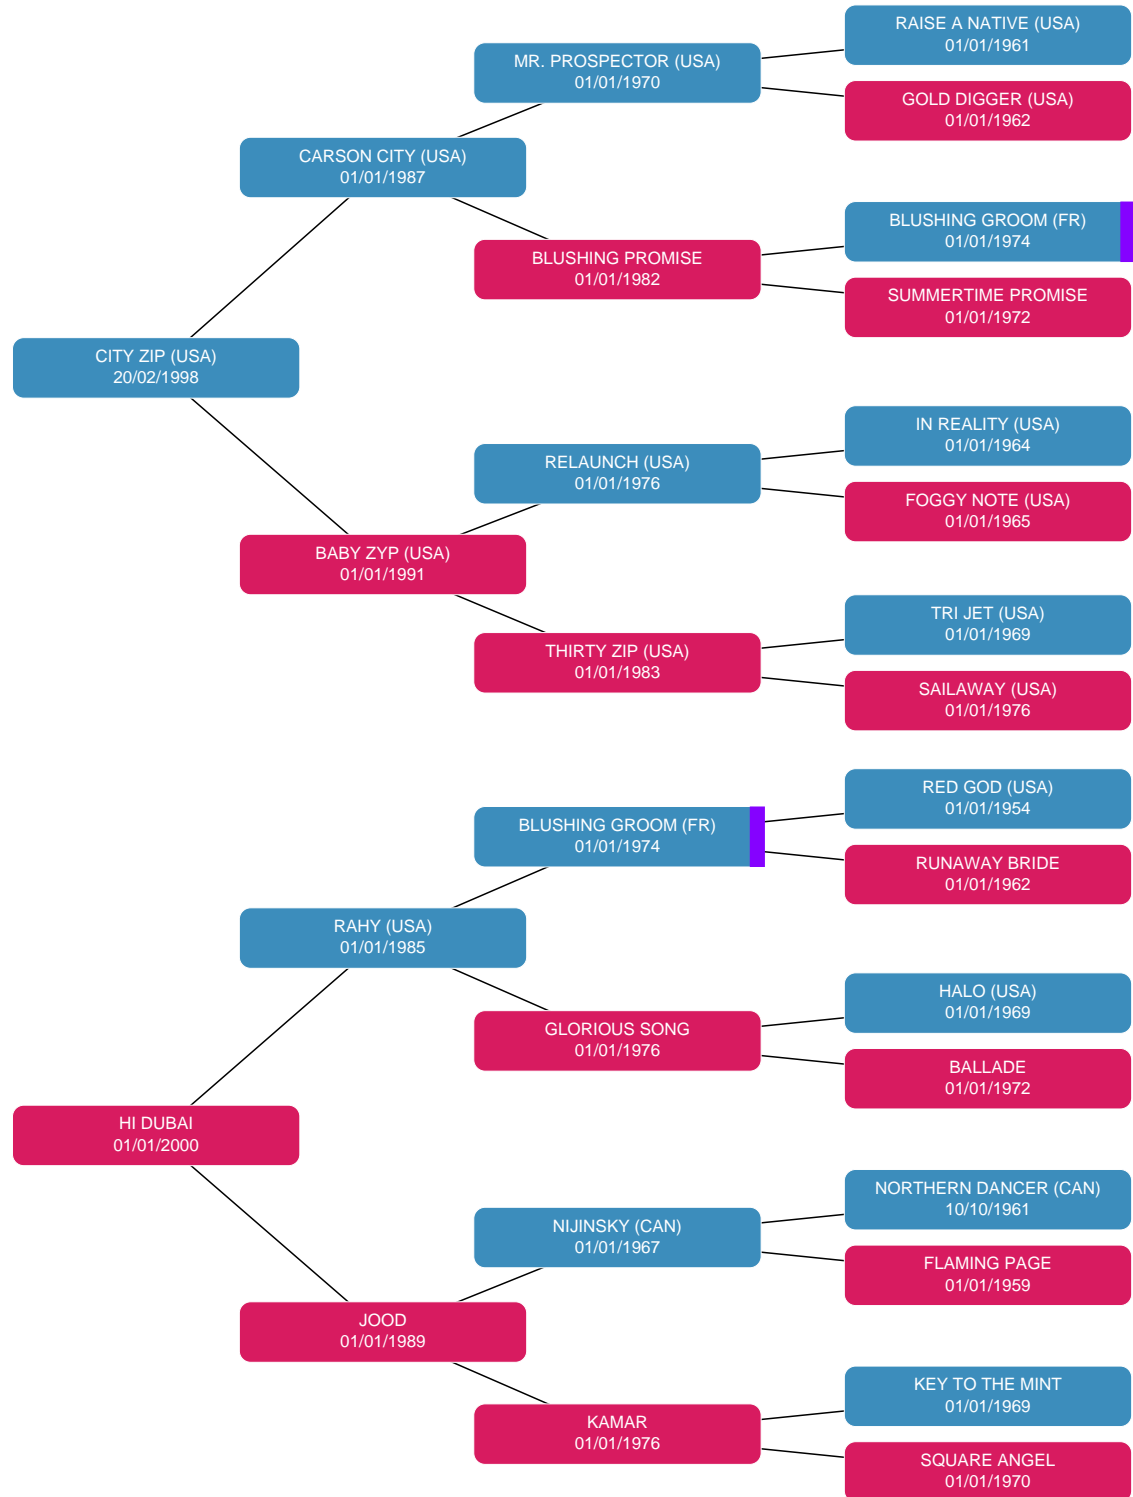 RAISE A NATIVE (USA)
01/01/1961
MR. PROSPECTOR (USA)
01/01/1970
GOLD DIGGER (USA)
01/01/1962
CARSON CITY (USA)
01/01/1987
BLUSHING GROOM (FR)
01/01/1974
BLUSHING PROMISE
01/01/1982
SUMMERTIME PROMISE
01/01/1972
CITY ZIP (USA)
20/02/1998
IN REALITY (USA)
01/01/1964
RELAUNCH (USA)
01/01/1976
FOGGY NOTE (USA)
01/01/1965
BABY ZYP (USA)
01/01/1991
TRI JET (USA)
01/01/1969
THIRTY ZIP (USA)
01/01/1983
SAILAWAY (USA)
01/01/1976
RED GOD (USA)
01/01/1954
BLUSHING GROOM (FR)
01/01/1974
RUNAWAY BRIDE
01/01/1962
RAHY (USA)
01/01/1985
HALO (USA)
01/01/1969
GLORIOUS SONG
01/01/1976
BALLADE
01/01/1972
HI DUBAI
01/01/2000
NORTHERN DANCER (CAN)
10/10/1961
NIJINSKY (CAN)
01/01/1967
FLAMING PAGE
01/01/1959
JOOD
01/01/1989
KEY TO THE MINT
01/01/1969
KAMAR
01/01/1976
SQUARE ANGEL
01/01/1970